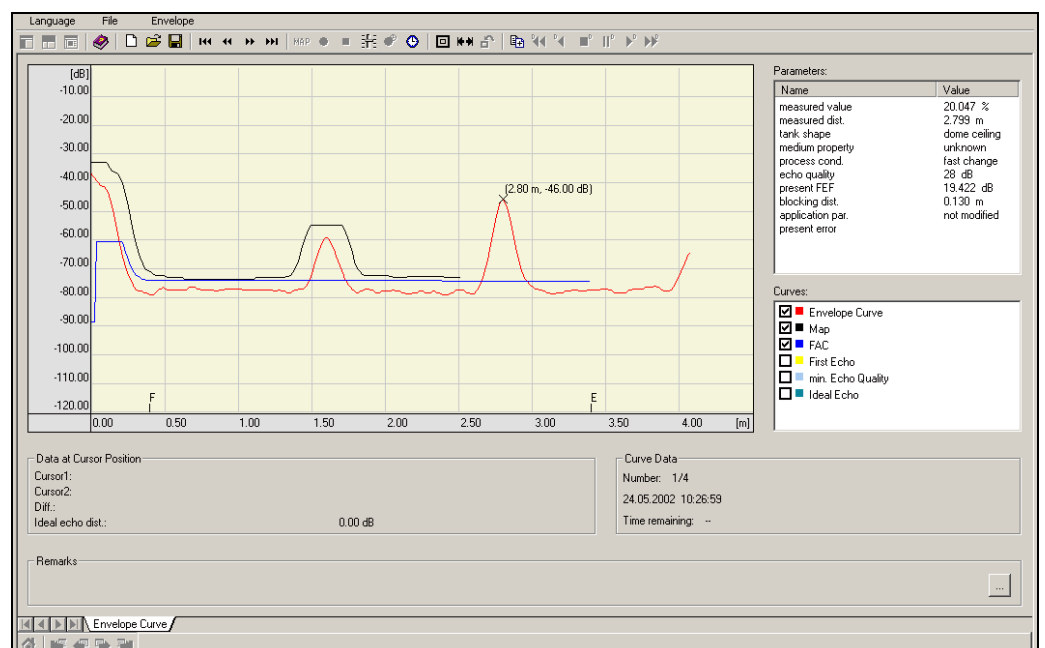 Language File Envelope
MAP
[dB]
-10.00
-20.00
-30.00
-40.00
-50.00
-60.00
-70.00
-80.00
-90.00
-100.00
-110.00
-120.00
(2.80 m, -46.00 dB)
F
E
0.00 0.50 1.00 1.50 2.00 2.50 3.00 3.50 4.00 [m]
Parameters:
Name Value
measured value 20.047 %
measured dist. 2.799 m
tank shape dome ceiling
medium property unknown
process cond. fast change
echo quality 28 dB
present FEF 19.422 dB
blocking dist. 0.130 m
application par. not modified
present error
Curves:
Envelope Curve
Map
FAC
First Echo
min. Echo Quality
Ideal Echo
Data at Cursor Position
Cursor1:
Cursor2:
Diff.:
Ideal echo dist.: 0.00 dB
Curve Data
Number: 1/4
24.05.2002 10:26:59
Time remaining: --
Remarks
...
Envelope Curve